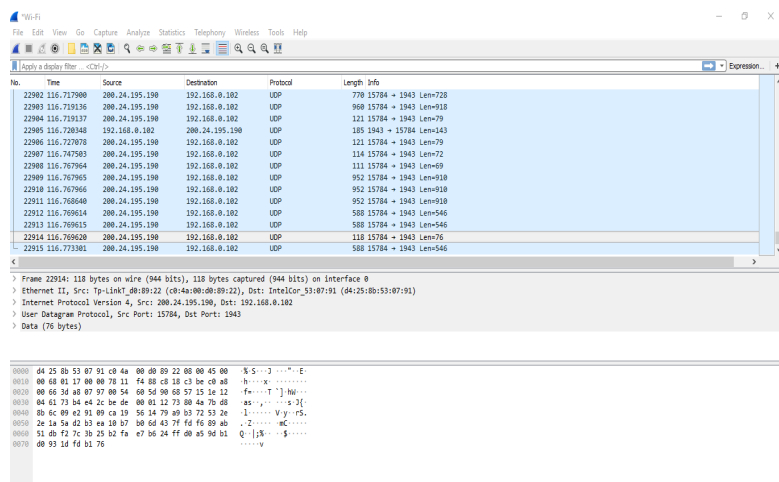 *Wi-Fi
File Edit View Go Capture Analyze Statistics Telephony Wireless Tools Help
Apply a display filter ... <Ctrl-/> Expression... +
No. Time Source Destination Protocol Length Info
22902 116.717900 200.24.195.190 192.168.0.102 UDP 770 15784 → 1943 Len=728
22903 116.719136 200.24.195.190 192.168.0.102 UDP 960 15784 → 1943 Len=918
22904 116.719137 200.24.195.190 192.168.0.102 UDP 121 15784 → 1943 Len=79
22905 116.720348 192.168.0.102 200.24.195.190 UDP 185 1943 → 15784 Len=143
22906 116.727078 200.24.195.190 192.168.0.102 UDP 121 15784 → 1943 Len=79
22907 116.747503 200.24.195.190 192.168.0.102 UDP 114 15784 → 1943 Len=72
22908 116.767964 200.24.195.190 192.168.0.102 UDP 111 15784 → 1943 Len=69
22909 116.767965 200.24.195.190 192.168.0.102 UDP 952 15784 → 1943 Len=910
22910 116.767966 200.24.195.190 192.168.0.102 UDP 952 15784 → 1943 Len=910
22911 116.768640 200.24.195.190 192.168.0.102 UDP 952 15784 → 1943 Len=910
22912 116.769614 200.24.195.190 192.168.0.102 UDP 588 15784 → 1943 Len=546
22913 116.769615 200.24.195.190 192.168.0.102 UDP 588 15784 → 1943 Len=546
22914 116.769620 200.24.195.190 192.168.0.102 UDP 118 15784 → 1943 Len=76
22915 116.773301 200.24.195.190 192.168.0.102 UDP 588 15784 → 1943 Len=546
> Frame 22914: 118 bytes on wire (944 bits), 118 bytes captured (944 bits) on interface 0
> Ethernet II, Src: Tp-LinkT_d0:89:22 (c0:4a:00:d0:89:22), Dst: IntelCor_53:07:91 (d4:25:8b:53:07:91)
> Internet Protocol Version 4, Src: 200.24.195.190, Dst: 192.168.0.102
> User Datagram Protocol, Src Port: 15784, Dst Port: 1943
> Data (76 bytes)
0000 d4 25 8b 53 07 91 c0 4a 00 d0 89 22 08 00 45 00 ·%·S···J ···"··E·
0010 00 68 01 17 00 00 78 11 f4 88 c8 18 c3 be c0 a8 ·h····x· ········
0020 00 66 3d a8 07 97 00 54 60 5d 90 68 57 15 1e 12 ·f=····T `]·hW···
0030 04 61 73 b4 e4 2c be de 00 01 12 73 80 4a 7b d8 ·as··,·· ···s·J{·
0040 8b 6c 09 e2 91 09 ca 19 56 14 79 a9 b3 72 53 2e ·l······ V·y··rS.
0050 2e 1a 5a d2 b3 ea 10 b7 b0 6d 43 7f fd f6 89 ab .·Z····· ·mC·····
0060 51 db f2 7c 3b 25 b2 fa e7 b6 24 ff d0 a5 9d b1 Q··|;%·· ··$·····
0070 d0 93 1d fd b1 76 ·····v